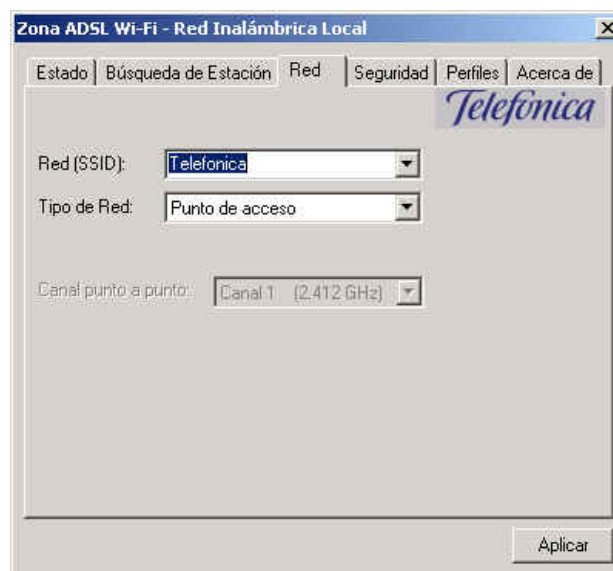 Zona ADSL Wi-Fi - Red Inalámbrica Local
Estado Búsqueda de Estación Red Seguridad Perfiles Acerca de
Telefónica
Red (SSID): Telefonica
Tipo de Red: Punto de acceso
Canal punto a punto: Canal 1 (2.412 GHz)
Aplicar